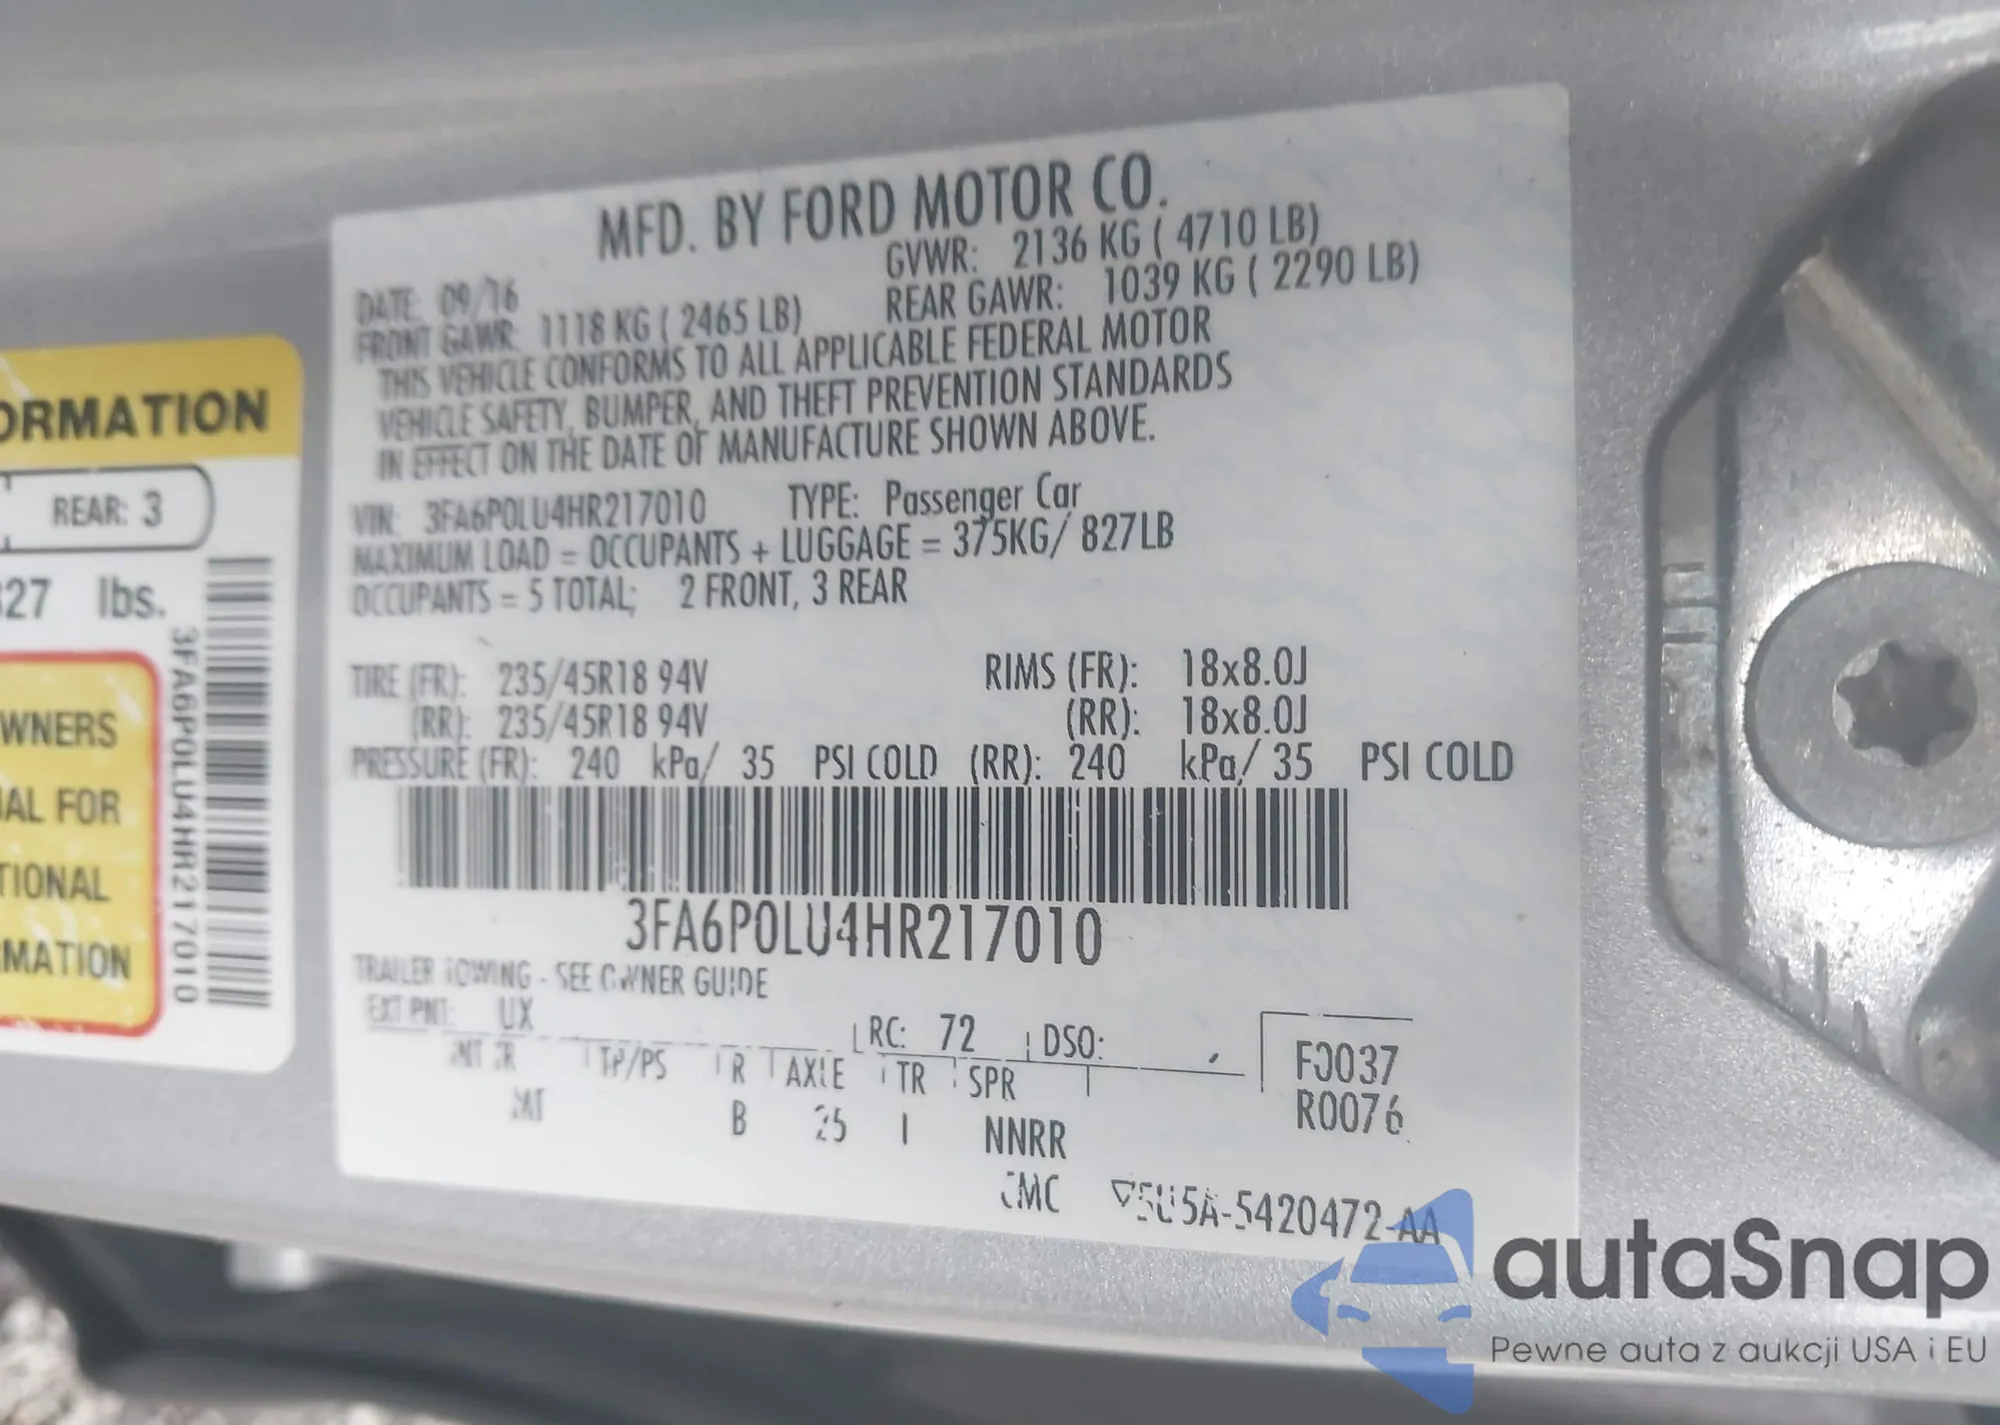 MFD. BY FORD MOTOR CO.
DATE: 09/16 GVWR: 2136 KG ( 4710 LB)
FRONT GAWR: 1118 KG ( 2465 LB) REAR GAWR: 1039 KG ( 2290 LB)
THIS VEHICLE CONFORMS TO ALL APPLICABLE FEDERAL MOTOR
VEHICLE SAFETY, BUMPER, AND THEFT PREVENTION STANDARDS
IN EFFECT ON THE DATE OF MANUFACTURE SHOWN ABOVE.
VIN: 3FA6P0LU4HR217010 TYPE: Passenger Car
MAXIMUM LOAD = OCCUPANTS + LUGGAGE = 375KG/ 827LB
OCCUPANTS = 5 TOTAL; 2 FRONT, 3 REAR
TIRE (FR): 235/45R18 94V RIMS (FR): 18x8.0J
(RR): 235/45R18 94V (RR): 18x8.0J
PRESSURE (FR): 240 kPa/ 35 PSI COLD (RR): 240 kPa/ 35 PSI COLD
3FA6P0LU4HR217010
TRAILER TOWING - SEE OWNER GUIDE
EXT PNT: UX RC: 72 DSO:
INT TR TP/PS R AXLE TR SPR
B 25 I NNRR
F0037
R0076
5U5A-5420472-AA
ORMATION
REAR: 3
27 lbs.
WNERS
AL FOR
TIONAL
MATION
3FA6P0LU4HR217010
autaSnap
Pewne auta z aukcji USA i EU